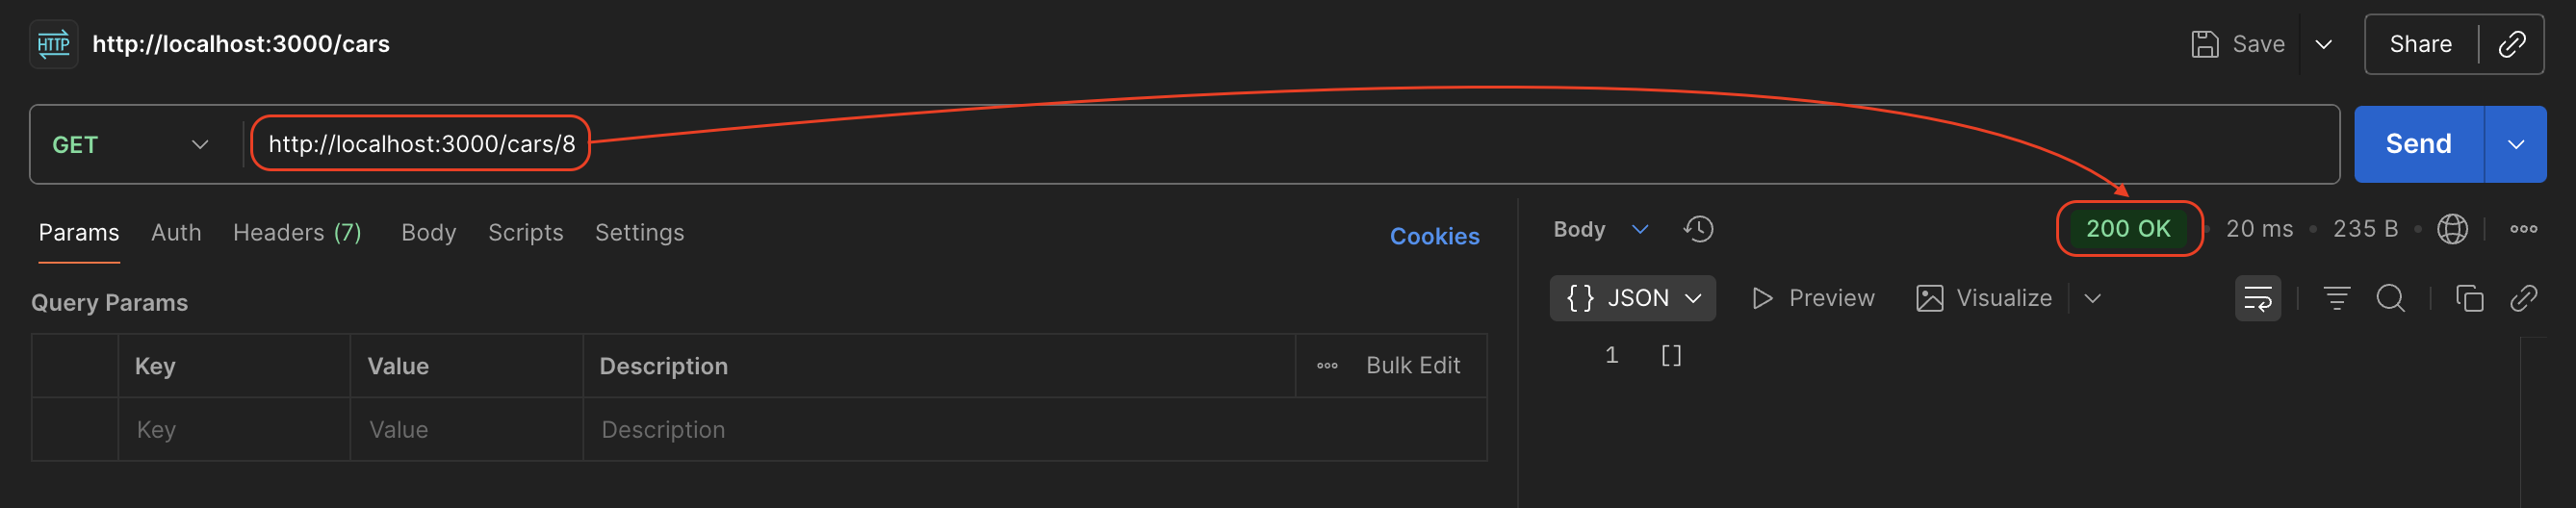 HTTP http://localhost:3000/cars Save Share
GET http://localhost:3000/cars/8 Send
Params Auth Headers (7) Body Scripts Settings Cookies
Body 200 OK • 20 ms • 235 B •
{} JSON Preview Visualize
Query Params
Key Value Description Bulk Edit
Key Value Description
1 []